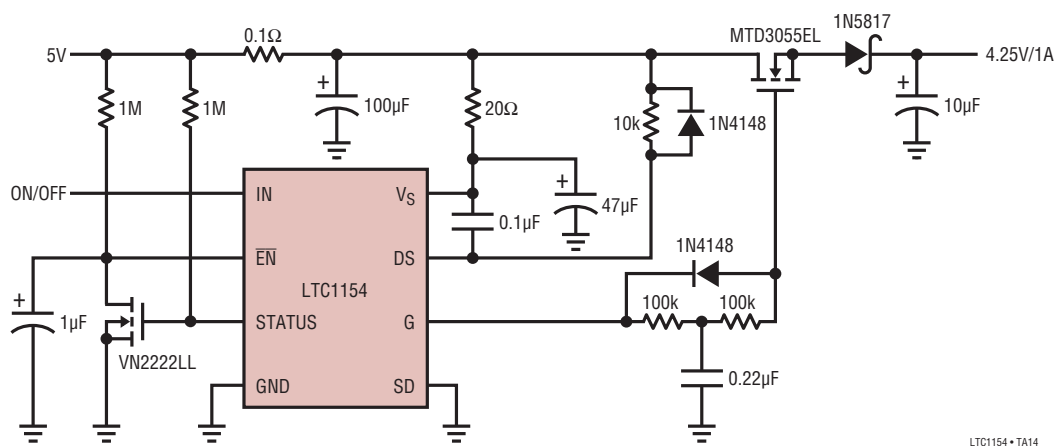 1N5817
0.1Ω
MTD3055EL
5V
4.25V/1A
+
+
1M
1M
100µF
20Ω
10k
1N4148
10µF
ON/OFF
IN
VS
+
0.1µF
47µF
1N4148
EN
DS
LTC1154
+
1µF
100k
100k
STATUS
G
VN2222LL
0.22µF
GND
SD
LTC1154 • TA14